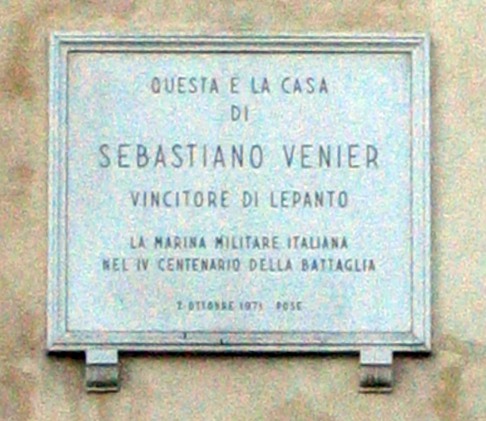 QUESTA E LA CASA
DI
SEBASTIANO VENIER
VINCITORE DI LEPANTO
LA MARINA MILITARE ITALIANA
NEL IV CENTENARIO DELLA BATTAGLIA
7 OTTOBRE 1971 POSE